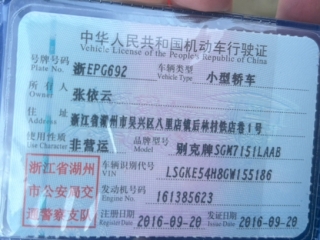 中华人民共和国机动车行驶证
Vehicle License of the People's Republic of China
号牌号码 Plate No. 浙EPG692 车辆类型 Vehicle Type 小型轿车
所有人 Owner 张依云
住址 Address 浙江省湖州市吴兴区八里店镇后林村铁店巷1号
使用性质 Use Character 非营运 品牌型号 Model 别克牌SGM7151LAAB
浙江省湖州市公安局交通警察支队
车辆识别代号 VIN LSGKE54H8GW155186
发动机号码 Engine No. 161385623
注册日期 Register Date 2016-09-20 发证日期 Issue Date 2016-09-20